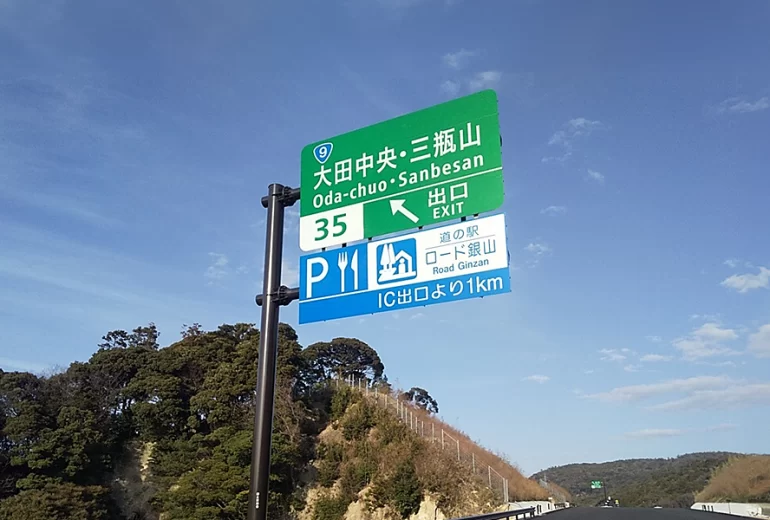 9
大田中央・三瓶山
Oda-chuo・Sanbesan
35
出口
EXIT
P
道の駅
ロード銀山
Road Ginzan
IC出口より1km